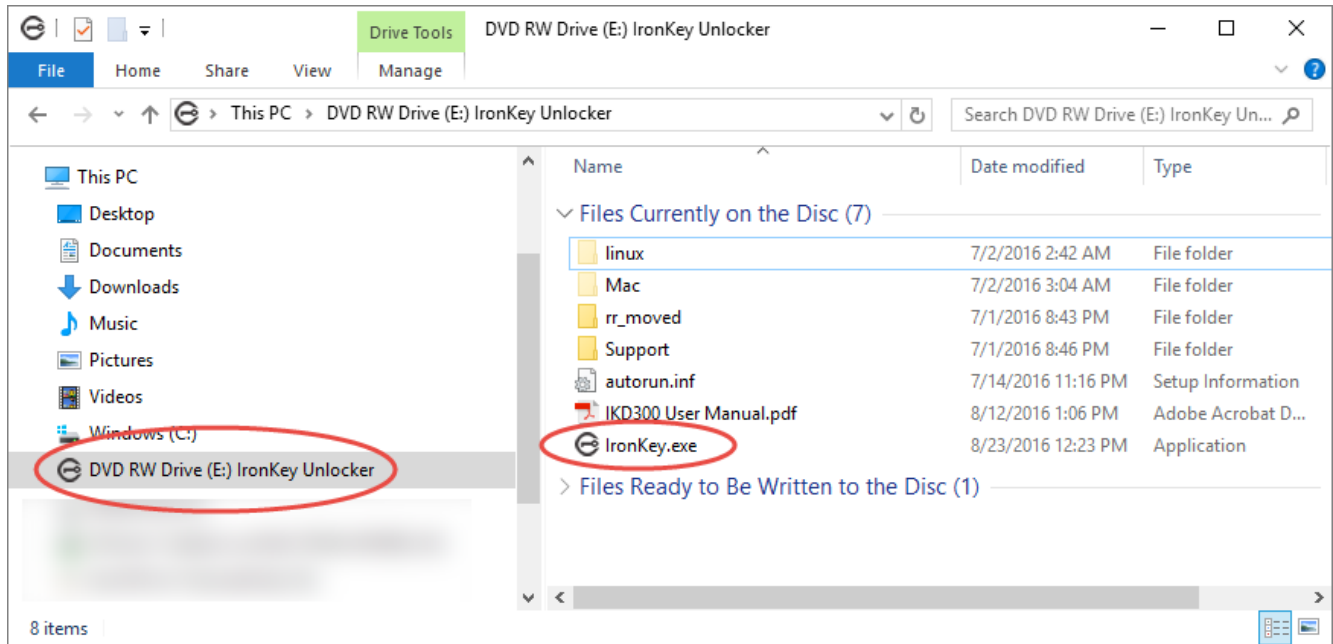 Drive Tools DVD RW Drive (E:) IronKey Unlocker
File Home Share View Manage
This PC > DVD RW Drive (E:) IronKey Unlocker Search DVD RW Drive (E:) IronKey Un...
This PC
Desktop
Documents
Downloads
Music
Pictures
Videos
Windows (C:)
DVD RW Drive (E:) IronKey Unlocker
Name Date modified Type
Files Currently on the Disc (7)
linux 7/2/2016 2:42 AM File folder
Mac 7/2/2016 3:04 AM File folder
rr_moved 7/1/2016 8:43 PM File folder
Support 7/1/2016 8:46 PM File folder
autorun.inf 7/14/2016 11:16 PM Setup Information
IKD300 User Manual.pdf 8/12/2016 1:06 PM Adobe Acrobat D...
IronKey.exe 8/23/2016 12:23 PM Application
Files Ready to Be Written to the Disc (1)
8 items